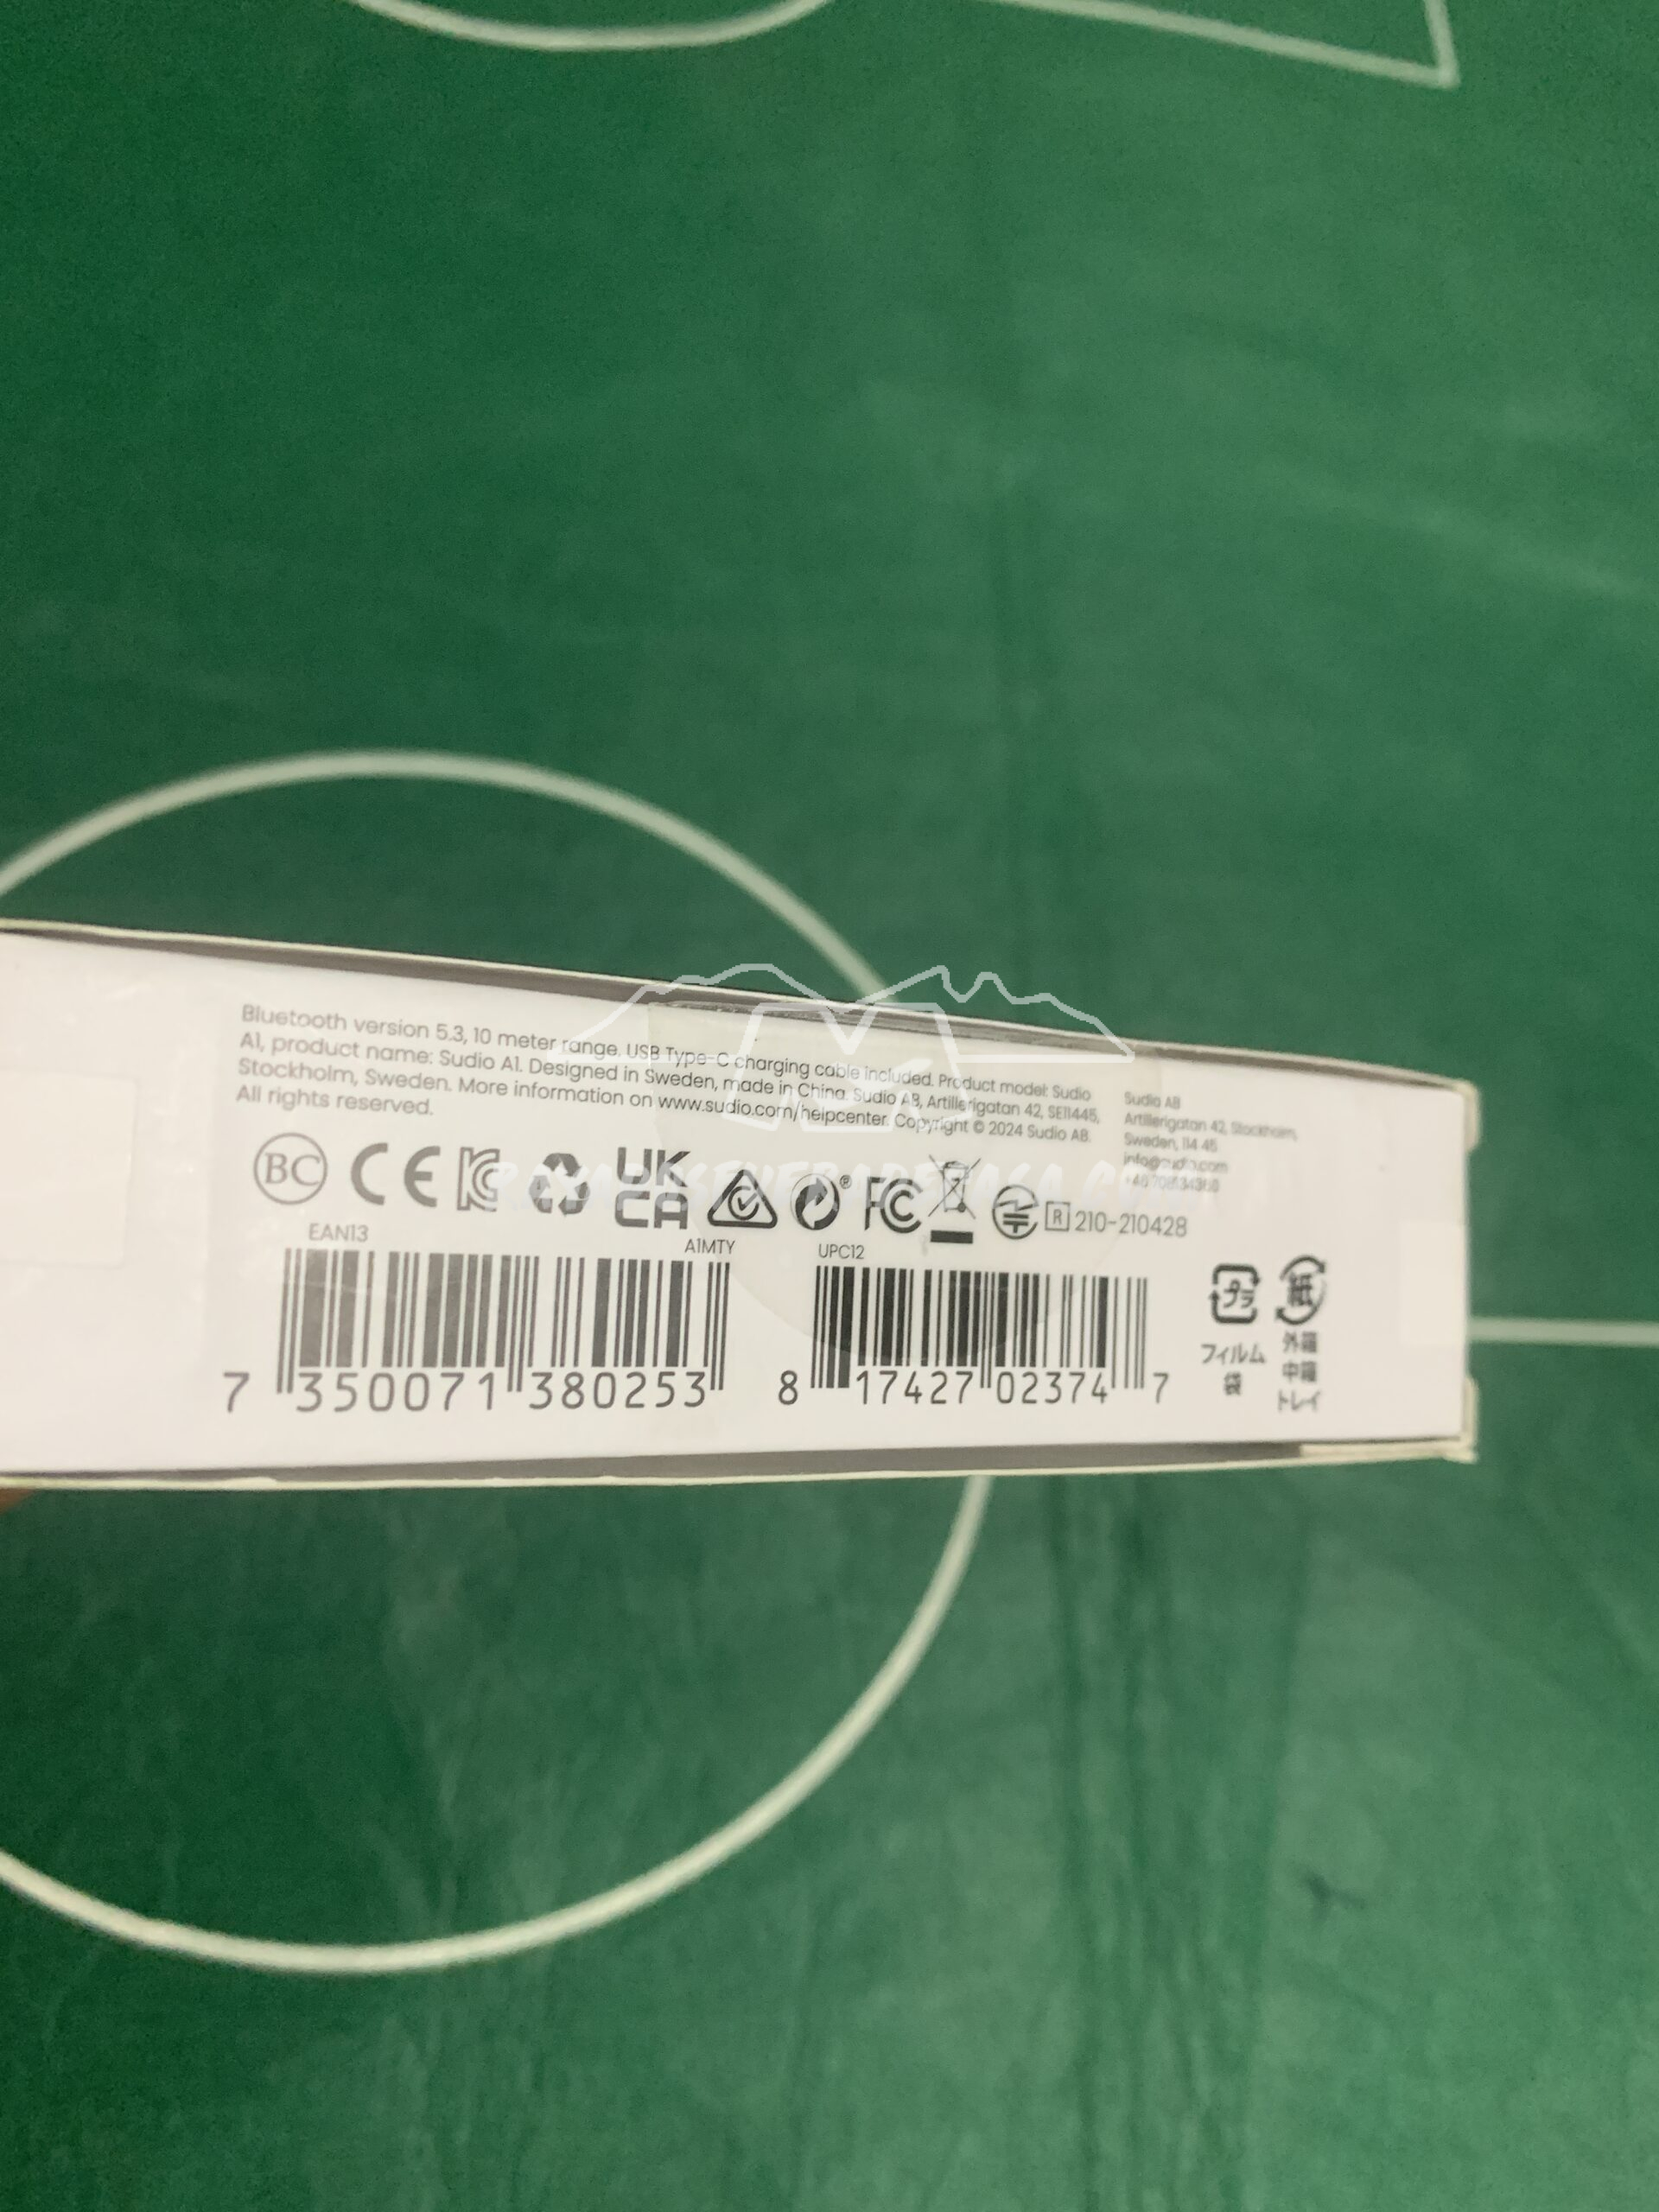 Bluetooth version 5.3, 10 meter range. USB Type-C charging cable included. Product model: Sudio
A1, product name: Sudio A1. Designed in Sweden, made in China. Sudio AB, Artillerigatan 42, SE11445,
Stockholm, Sweden. More information on www.sudio.com/helpcenter. Copyright © 2024 Sudio AB.
All rights reserved.
Sudio AB
Artillerigatan 42, Stockholm,
Sweden, 114 45
info@sudio.com
BC CE UK CA ® FC R 210-210428
EAN13 A1MTY UPC12
7 350071 380253 8 17427 02374 7
プラ 紙
フィルム 外箱
袋 中箱
トレイ